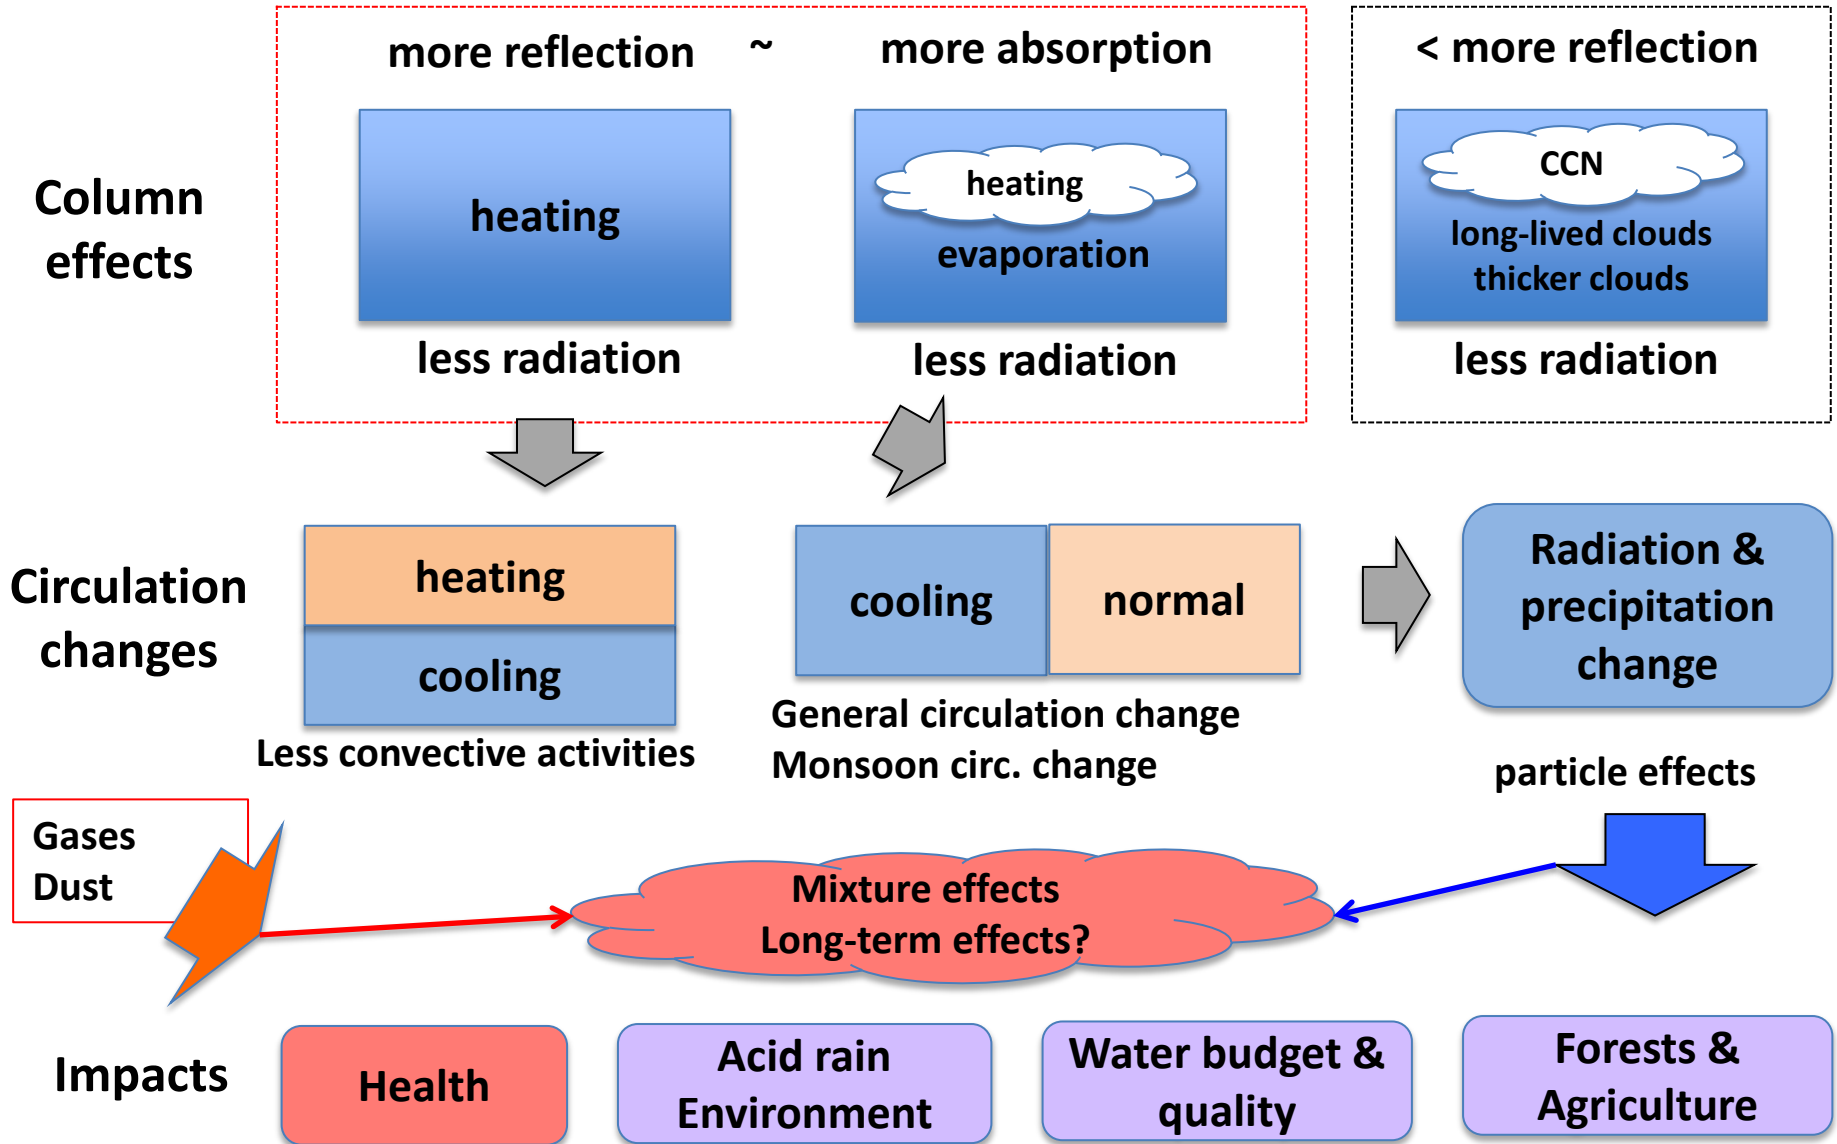 more reflection ~ more absorption
< more reflection
Column
effects
heating
heating
evaporation
CCN
long-lived clouds
thicker clouds
less radiation
less radiation
less radiation
Circulation
changes
heating
cooling
Less convective activities
cooling
normal
General circulation change
Monsoon circ. change
Radiation &
precipitation
change
particle effects
Gases
Dust
Mixture effects
Long-term effects?
Impacts
Health
Acid rain
Environment
Water budget &
quality
Forests &
Agriculture